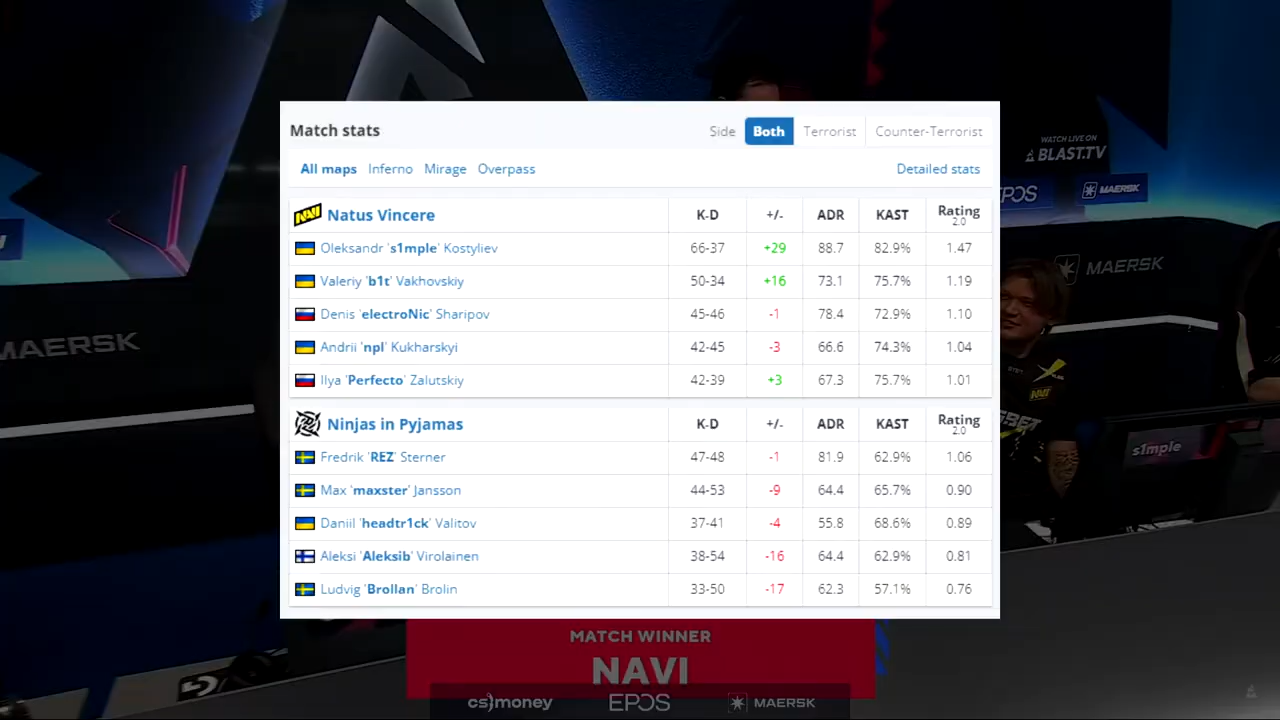 WATCH LIVE ON
BLAST.TV
EPOS
MAERSK
MAERSK
MAERSK
s1mple
Match stats
Side Both Terrorist Counter-Terrorist
All maps Inferno Mirage Overpass Detailed stats
NAVI Natus Vincere K-D +/- ADR KAST Rating 2.0
Oleksandr 's1mple' Kostyliev 66-37 +29 88.7 82.9% 1.47
Valeriy 'b1t' Vakhovskiy 50-34 +16 73.1 75.7% 1.19
Denis 'electroNic' Sharipov 45-46 -1 78.4 72.9% 1.10
Andrii 'npl' Kukharskyi 42-45 -3 66.6 74.3% 1.04
Ilya 'Perfecto' Zalutskiy 42-39 +3 67.3 75.7% 1.01
Ninjas in Pyjamas K-D +/- ADR KAST Rating 2.0
Fredrik 'REZ' Sterner 47-48 -1 81.9 62.9% 1.06
Max 'maxster' Jansson 44-53 -9 64.4 65.7% 0.90
Daniil 'headtr1ck' Valitov 37-41 -4 55.8 68.6% 0.89
Aleksi 'Aleksib' Virolainen 38-54 -16 64.4 62.9% 0.81
Ludvig 'Brollan' Brolin 33-50 -17 62.3 57.1% 0.76
MATCH WINNER
NAVI
cs:money EPOS MAERSK